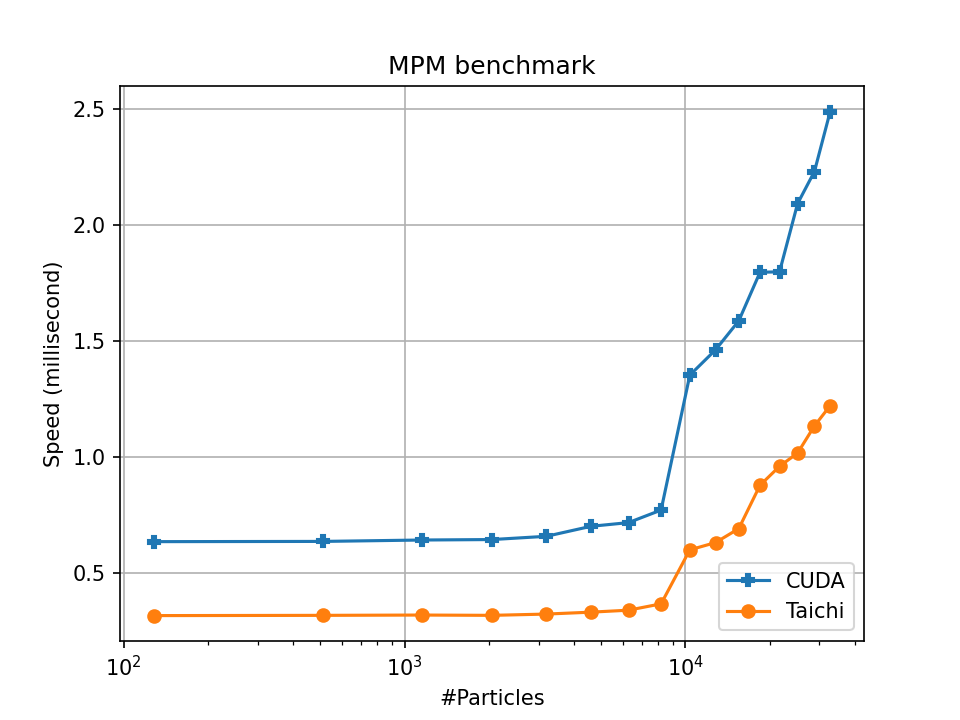 MPM benchmark
2.5
2.0
1.5
1.0
0.5
Speed (millisecond)
10²
10³
10⁴
#Particles
CUDA
Taichi